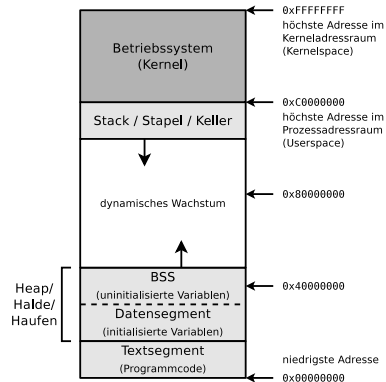 Betriebssystem
(Kernel)
Stack / Stapel / Keller
dynamisches Wachstum
Heap/
Halde/
Haufen
BSS
(uninitialisierte Variablen)
Datensegment
(initialisierte Variablen)
Textsegment
(Programmcode)
0xFFFFFFFF
höchste Adresse im
Kerneladressraum
(Kernelspace)
0xC0000000
höchste Adresse im
Prozessadressraum
(Userspace)
0x80000000
0x40000000
niedrigste Adresse
0x00000000